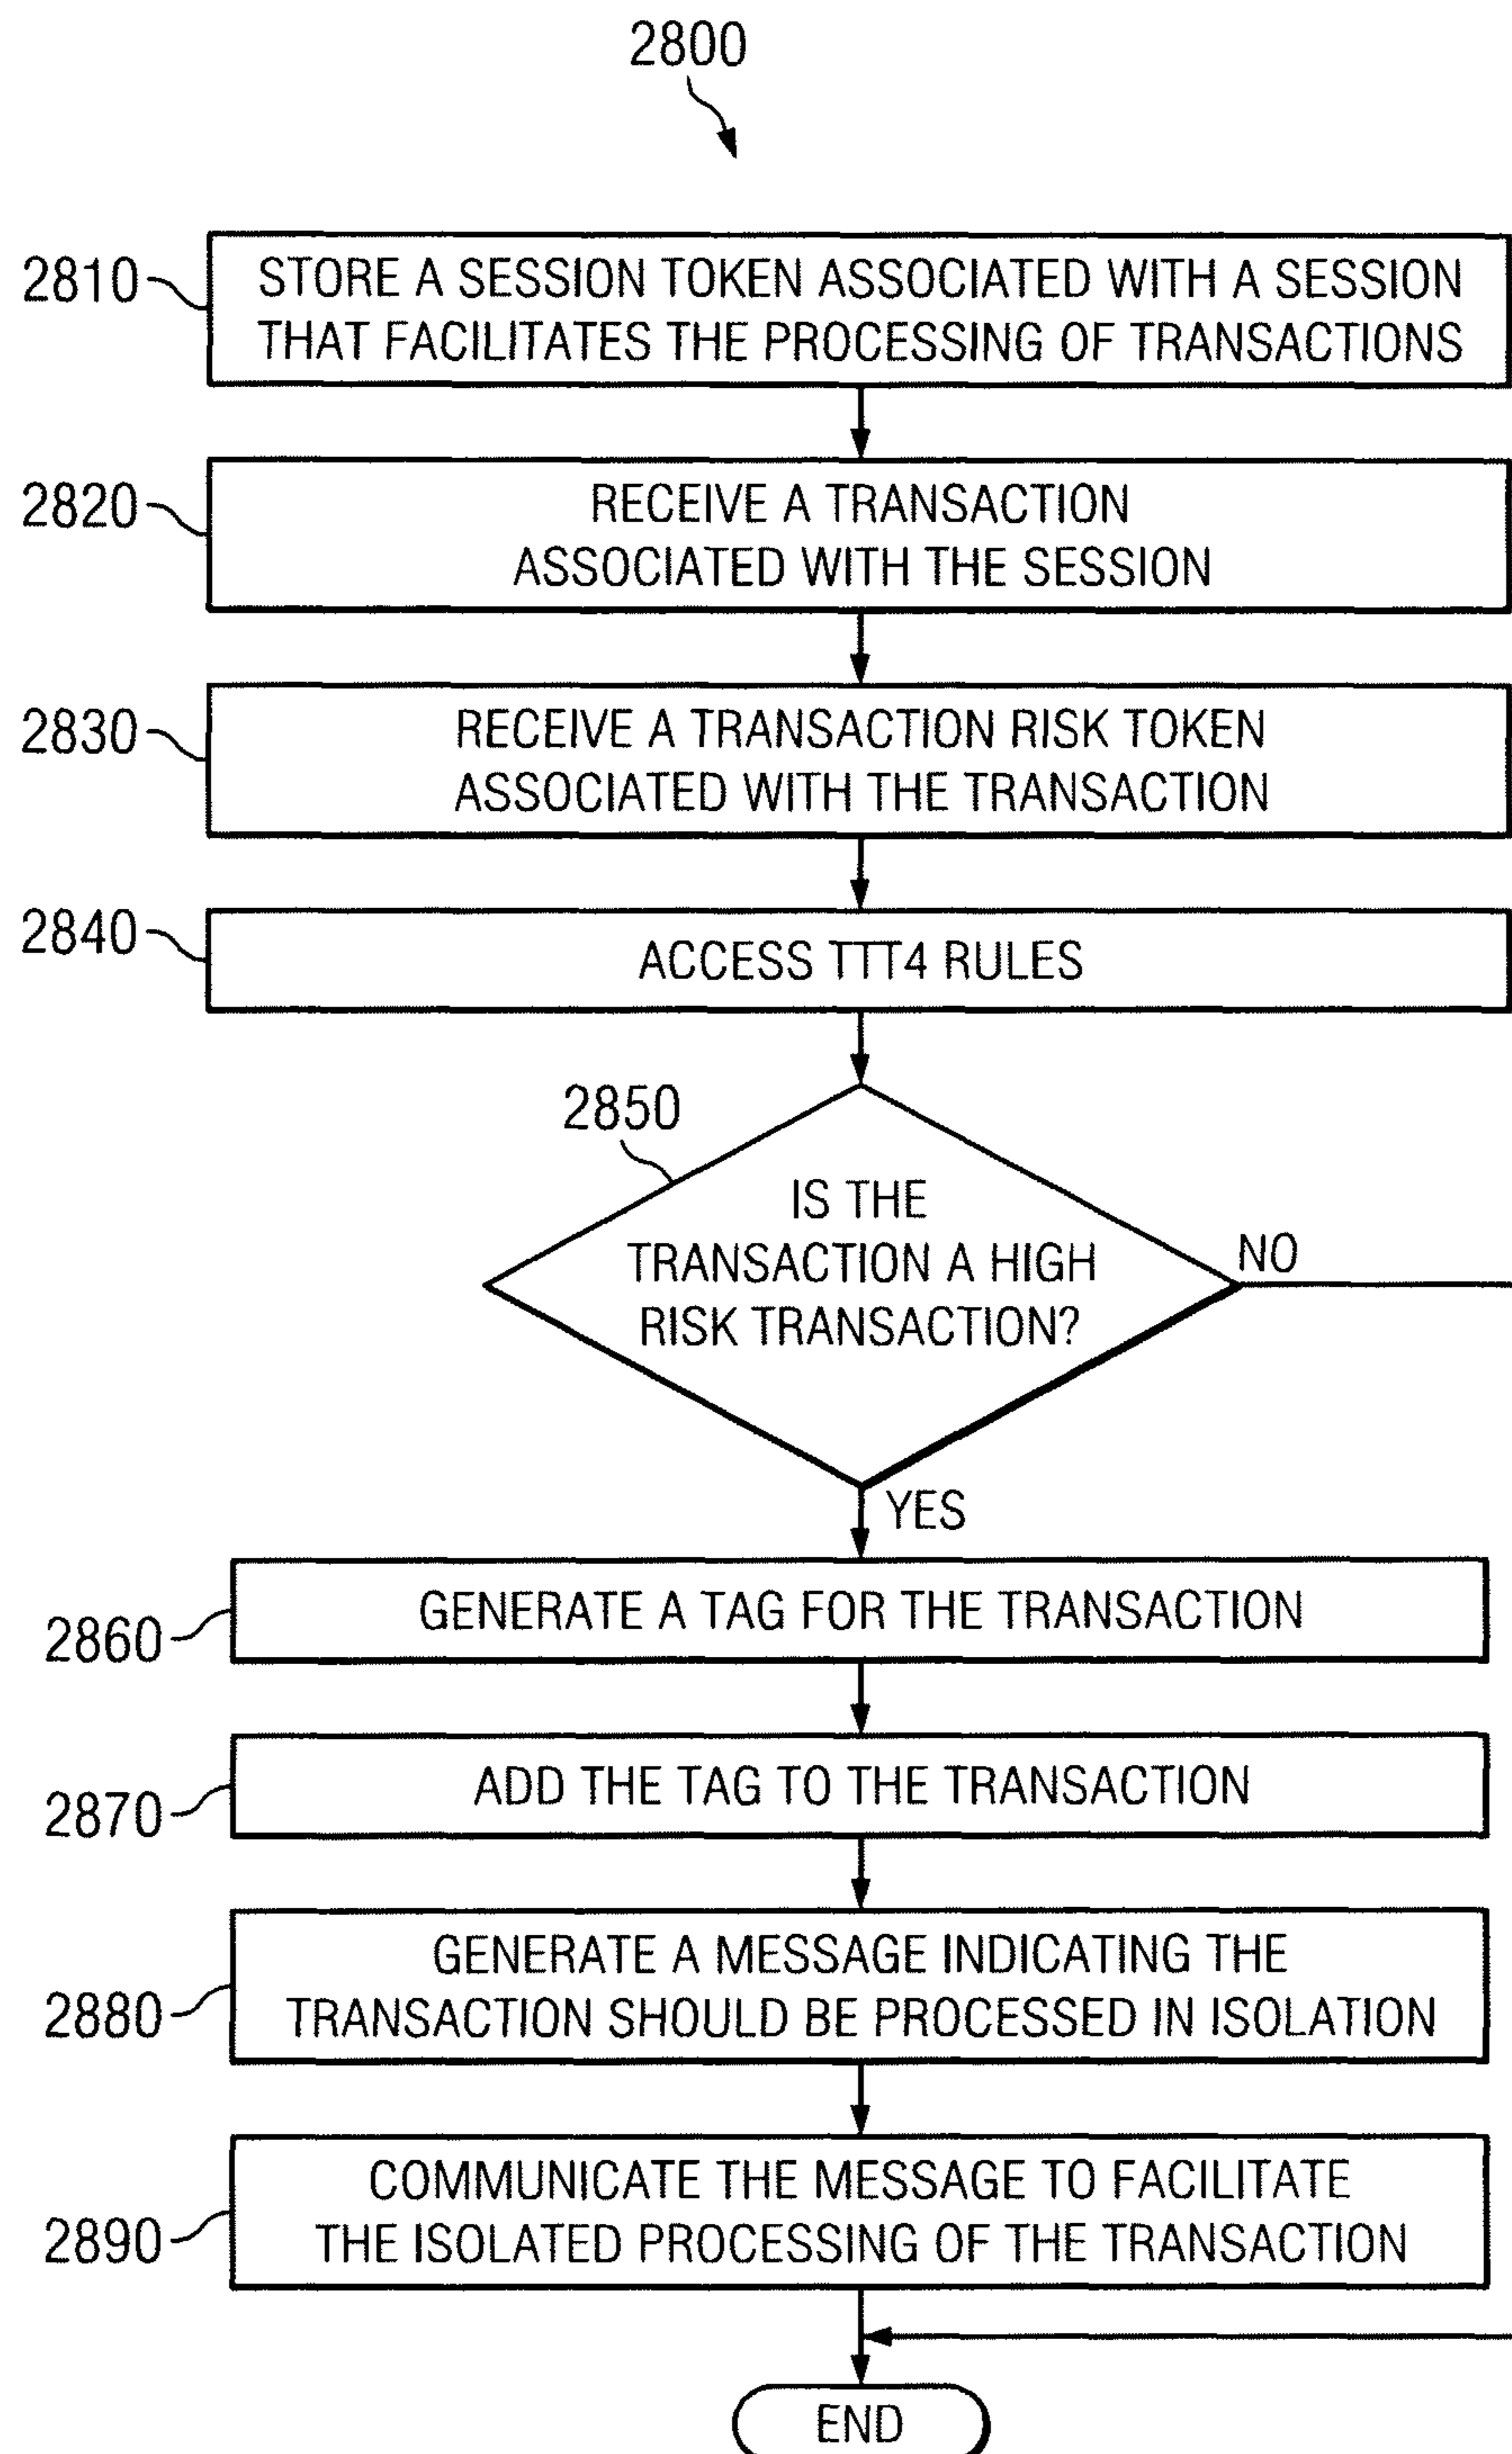 2800
2810
STORE A SESSION TOKEN ASSOCIATED WITH A SESSION
THAT FACILITATES THE PROCESSING OF TRANSACTIONS
2820
RECEIVE A TRANSACTION
ASSOCIATED WITH THE SESSION
2830
RECEIVE A TRANSACTION RISK TOKEN
ASSOCIATED WITH THE TRANSACTION
2840
ACCESS TTT4 RULES
2850
IS THE
TRANSACTION A HIGH
RISK TRANSACTION?
NO
YES
2860
GENERATE A TAG FOR THE TRANSACTION
2870
ADD THE TAG TO THE TRANSACTION
2880
GENERATE A MESSAGE INDICATING THE
TRANSACTION SHOULD BE PROCESSED IN ISOLATION
2890
COMMUNICATE THE MESSAGE TO FACILITATE
THE ISOLATED PROCESSING OF THE TRANSACTION
END